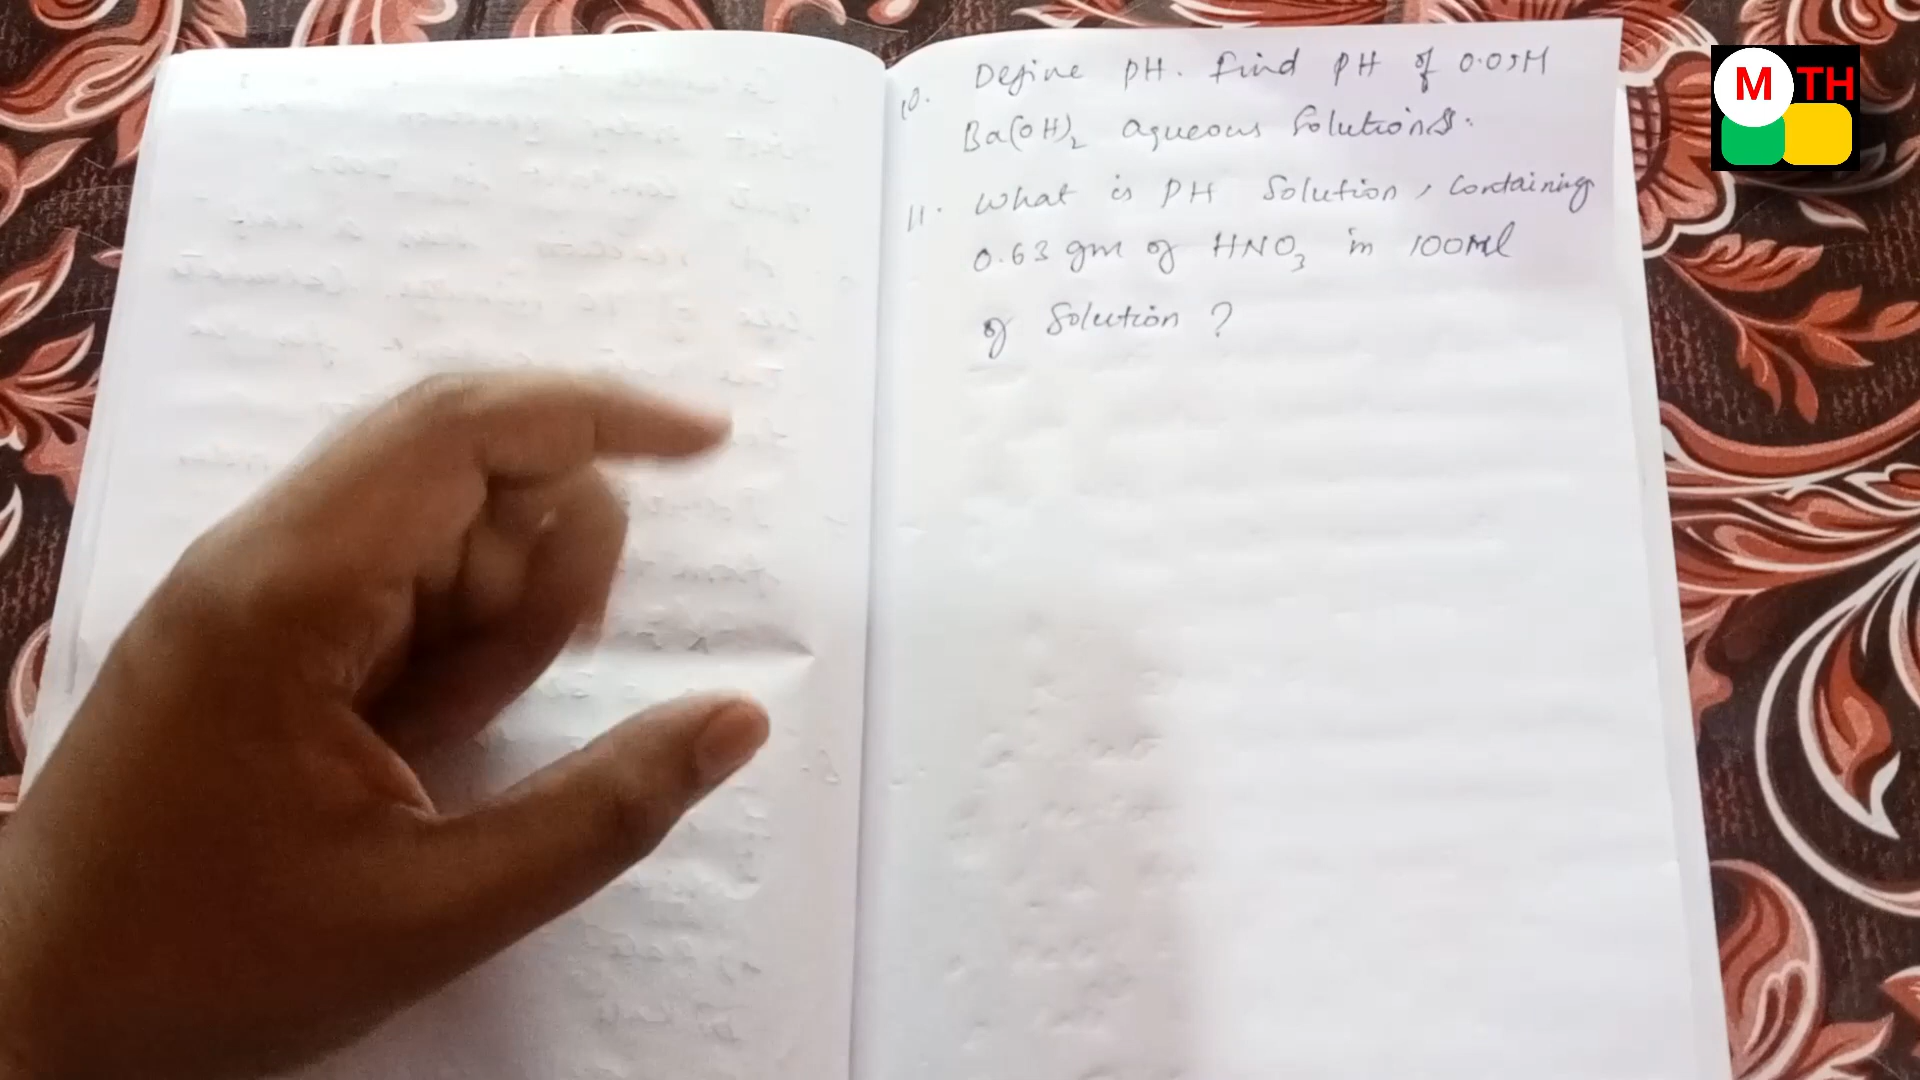 10. Define PH. Find PH of 0.05M
Ba(OH)2 aqueous Solutions.
11. What is PH Solution, Containing
0.63 gm of HNO3 in 100Ml
of Solution ?
M TH